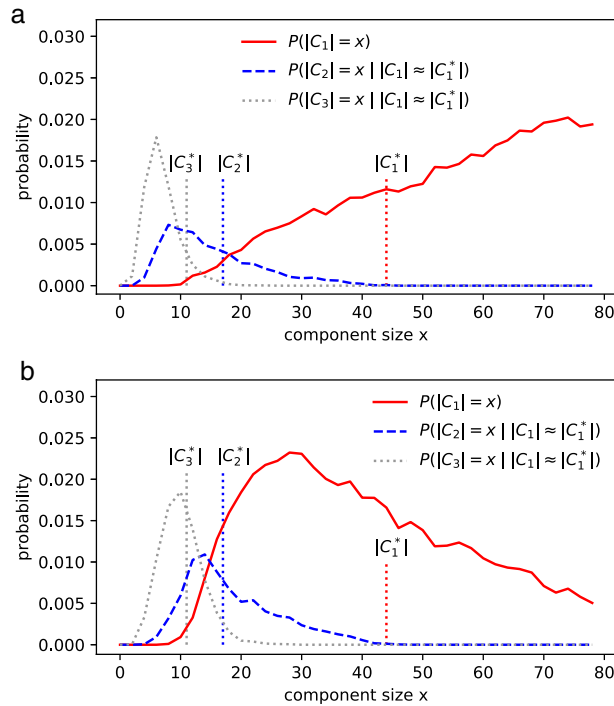 a
P(|C₁| = x)
P(|C₂| = x | |C₁| ≈ |C₁*|)
P(|C₃| = x | |C₁| ≈ |C₁*|)
|C₃*| |C₂*| |C₁*|
0.030
0.025
0.020
0.015
0.010
0.005
0.000
probability
0 10 20 30 40 50 60 70 80
component size x
b
P(|C₁| = x)
P(|C₂| = x | |C₁| ≈ |C₁*|)
P(|C₃| = x | |C₁| ≈ |C₁*|)
|C₃*| |C₂*|
|C₁*|
0.030
0.025
0.020
0.015
0.010
0.005
0.000
probability
0 10 20 30 40 50 60 70 80
component size x